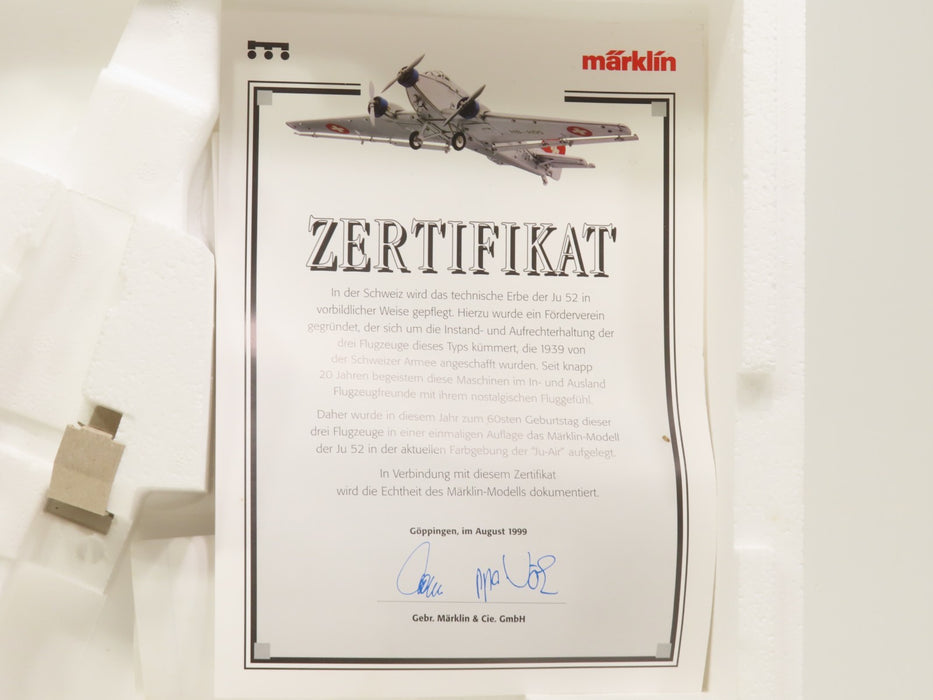 märklin
ZERTIFIKAT
In der Schweiz wird das technische Erbe der Ju 52 in
vorbildlicher Weise gepflegt. Hierzu wurde ein Förderverein
gegründet, der sich um die Instand- und Aufrechterhaltung der
drei Flugzeuge dieses Typs kümmert, die 1939 von
der Schweizer Armee angeschafft wurden. Seit knapp
20 Jahren begeistern diese Maschinen im In- und Ausland
Flugzeugfreunde mit ihrem nostalgischen Fluggefühl.
Daher wurde in diesem Jahr zum 60sten Geburtstag dieser
drei Flugzeuge in einer einmaligen Auflage das Märklin-Modell
der Ju 52 in der aktuellen Farbgebung der "Ju-Air" aufgelegt.
In Verbindung mit diesem Zertifikat
wird die Echtheit des Märklin-Modells dokumentiert.
Göppingen, im August 1999
Gebr. Märklin & Cie. GmbH